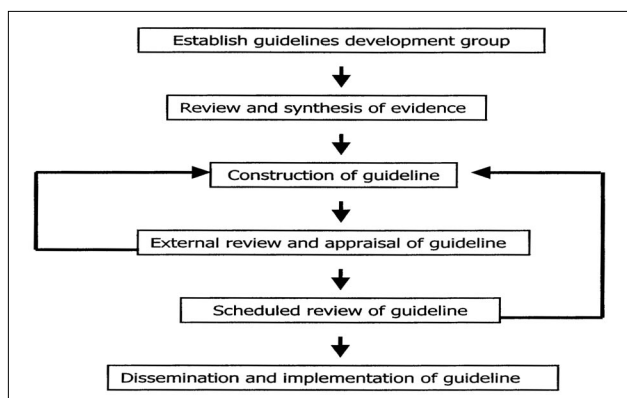 Establish guidelines development group
Review and synthesis of evidence
Construction of guideline
External review and appraisal of guideline
Scheduled review of guideline
Dissemination and implementation of guideline